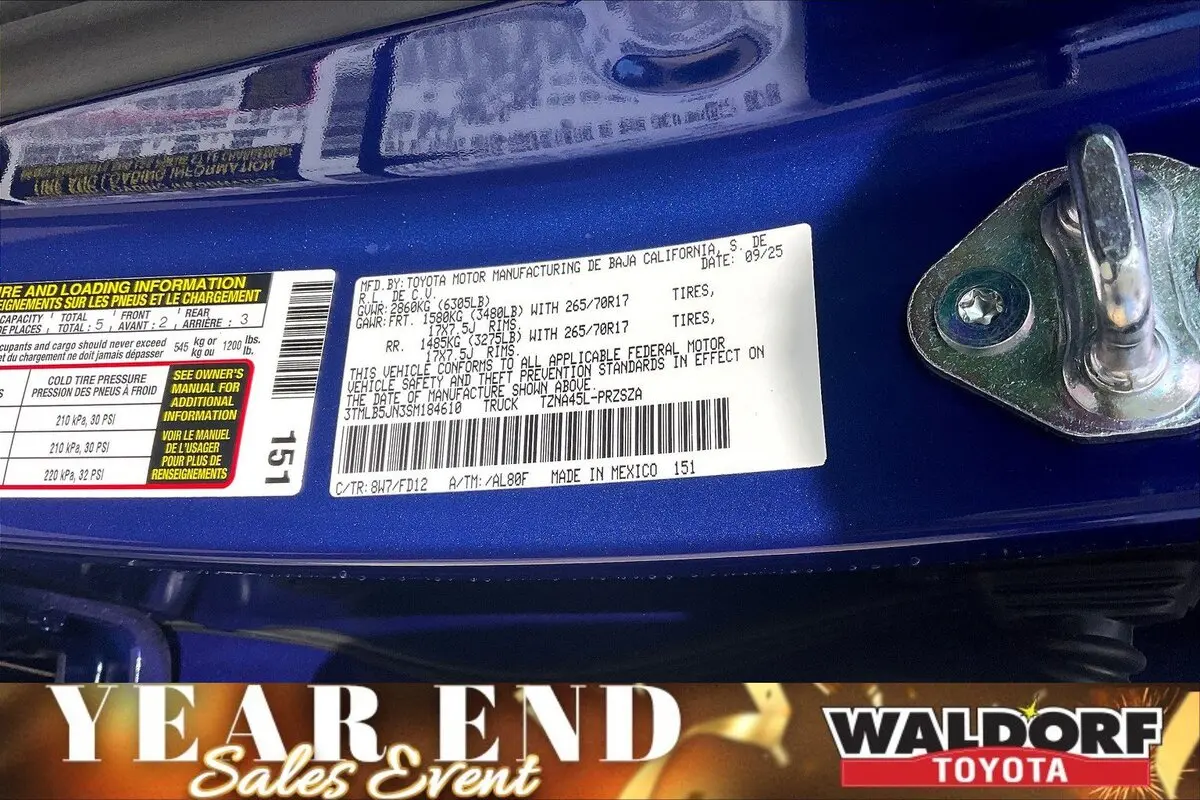 IRE AND LOADING INFORMATION
SEIGNEMENTS SUR LES PNEUS ET LE CHARGEMENT
CAPACITY TOTAL FRONT REAR
DE PLACES TOTAL : 5 AVANT : 2 ARRIÈRE : 3
cupants and cargo should never exceed 545 kg or 1200 lbs.
et du chargement ne doit jamais dépasser kg ou lb.
COLD TIRE PRESSURE
PRESSION DES PNEUS À FROID
210 kPa, 30 PSI
210 kPa, 30 PSI
220 kPa, 32 PSI
SEE OWNER'S
MANUAL FOR
ADDITIONAL
INFORMATION
VOIR LE MANUEL
DE L'USAGER
POUR PLUS DE
RENSEIGNEMENTS
151
MFD. BY: TOYOTA MOTOR MANUFACTURING DE BAJA CALIFORNIA, S. DE
R.L. DE C.V. DATE: 09/25
GVWR: 2860KG (6305LB)
GAWR: FRT. 1580KG (3480LB) WITH 265/70R17 TIRES,
17X7.5J RIMS.
RR. 1485KG (3275LB) WITH 265/70R17 TIRES,
17X7.5J RIMS.
THIS VEHICLE CONFORMS TO ALL APPLICABLE FEDERAL MOTOR
VEHICLE SAFETY AND THEFT PREVENTION STANDARDS IN EFFECT ON
THE DATE OF MANUFACTURE SHOWN ABOVE.
3TMLB5JN3SM184610 TRUCK TZNA45L-PRZSZA
C/TR: 8W7/FD12 A/TM: /AL80F MADE IN MEXICO 151
YEAR END
Sales Event
WALDORF
TOYOTA